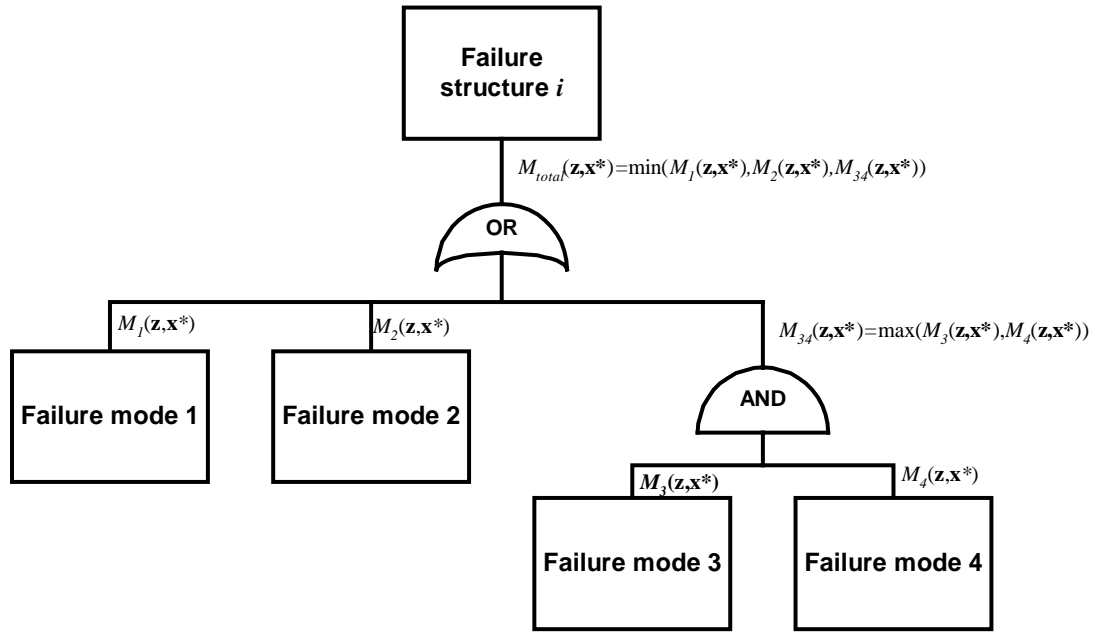 Failure
structure i
M_total(z,x*)=min(M_1(z,x*),M_2(z,x*),M_34(z,x*))
OR
M_1(z,x*)
M_2(z,x*)
M_34(z,x*)=max(M_3(z,x*),M_4(z,x*))
Failure mode 1
Failure mode 2
AND
M_3(z,x*)
M_4(z,x*)
Failure mode 3
Failure mode 4